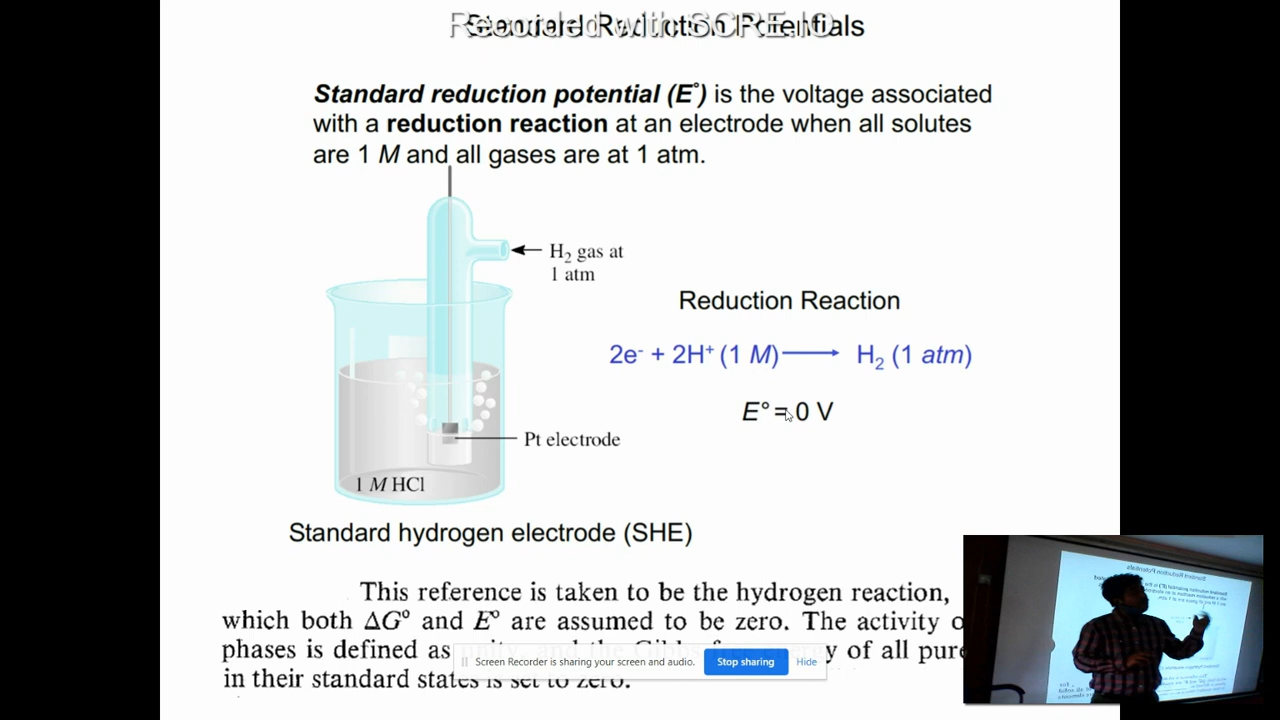 Recorded with SCRE.IO
Standard Reduction Potentials
Standard reduction potential (E°) is the voltage associated
with a reduction reaction at an electrode when all solutes
are 1 M and all gases are at 1 atm.
H₂ gas at
1 atm
Reduction Reaction
2e⁻ + 2H⁺ (1 M) ⟶ H₂ (1 atm)
E° = 0 V
Pt electrode
1 M HCl
Standard hydrogen electrode (SHE)
This reference is taken to be the hydrogen reaction,
which both ΔG° and E° are assumed to be zero. The activity
phases is defined as unity, and the Gibbs free energy of all pure
in their standard states is set to zero.
Screen Recorder is sharing your screen and audio.
Stop sharing
Hide